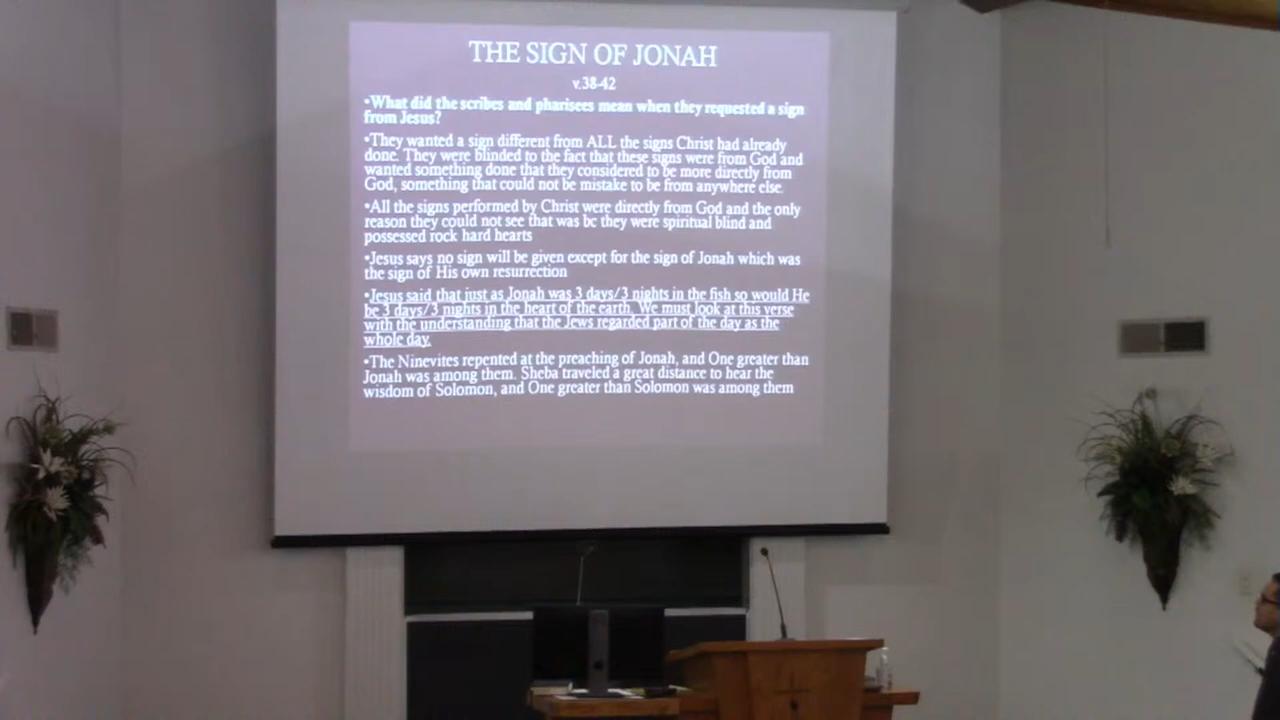 THE SIGN OF JONAH
v.38-42
•What did the scribes and pharisees mean when they requested a sign
from Jesus?
•They wanted a sign different from ALL the signs Christ had already
done. They were blinded to the fact that these signs were from God and
wanted something done that they considered to be more directly from
God, something that could not be mistake to be from anywhere else.
•All the signs performed by Christ were directly from God and the only
reason they could not see that was bc they were spiritual blind and
possessed rock hard hearts
•Jesus says no sign will be given except for the sign of Jonah which was
the sign of His own resurrection
•Jesus said that just as Jonah was 3 days/3 nights in the fish so would He
be 3 days/3 nights in the heart of the earth. We must look at this verse
with the understanding that the Jews regarded part of the day as the
whole day.
•The Ninevites repented at the preaching of Jonah, and One greater than
Jonah was among them. Sheba traveled a great distance to hear the
wisdom of Solomon, and One greater than Solomon was among them